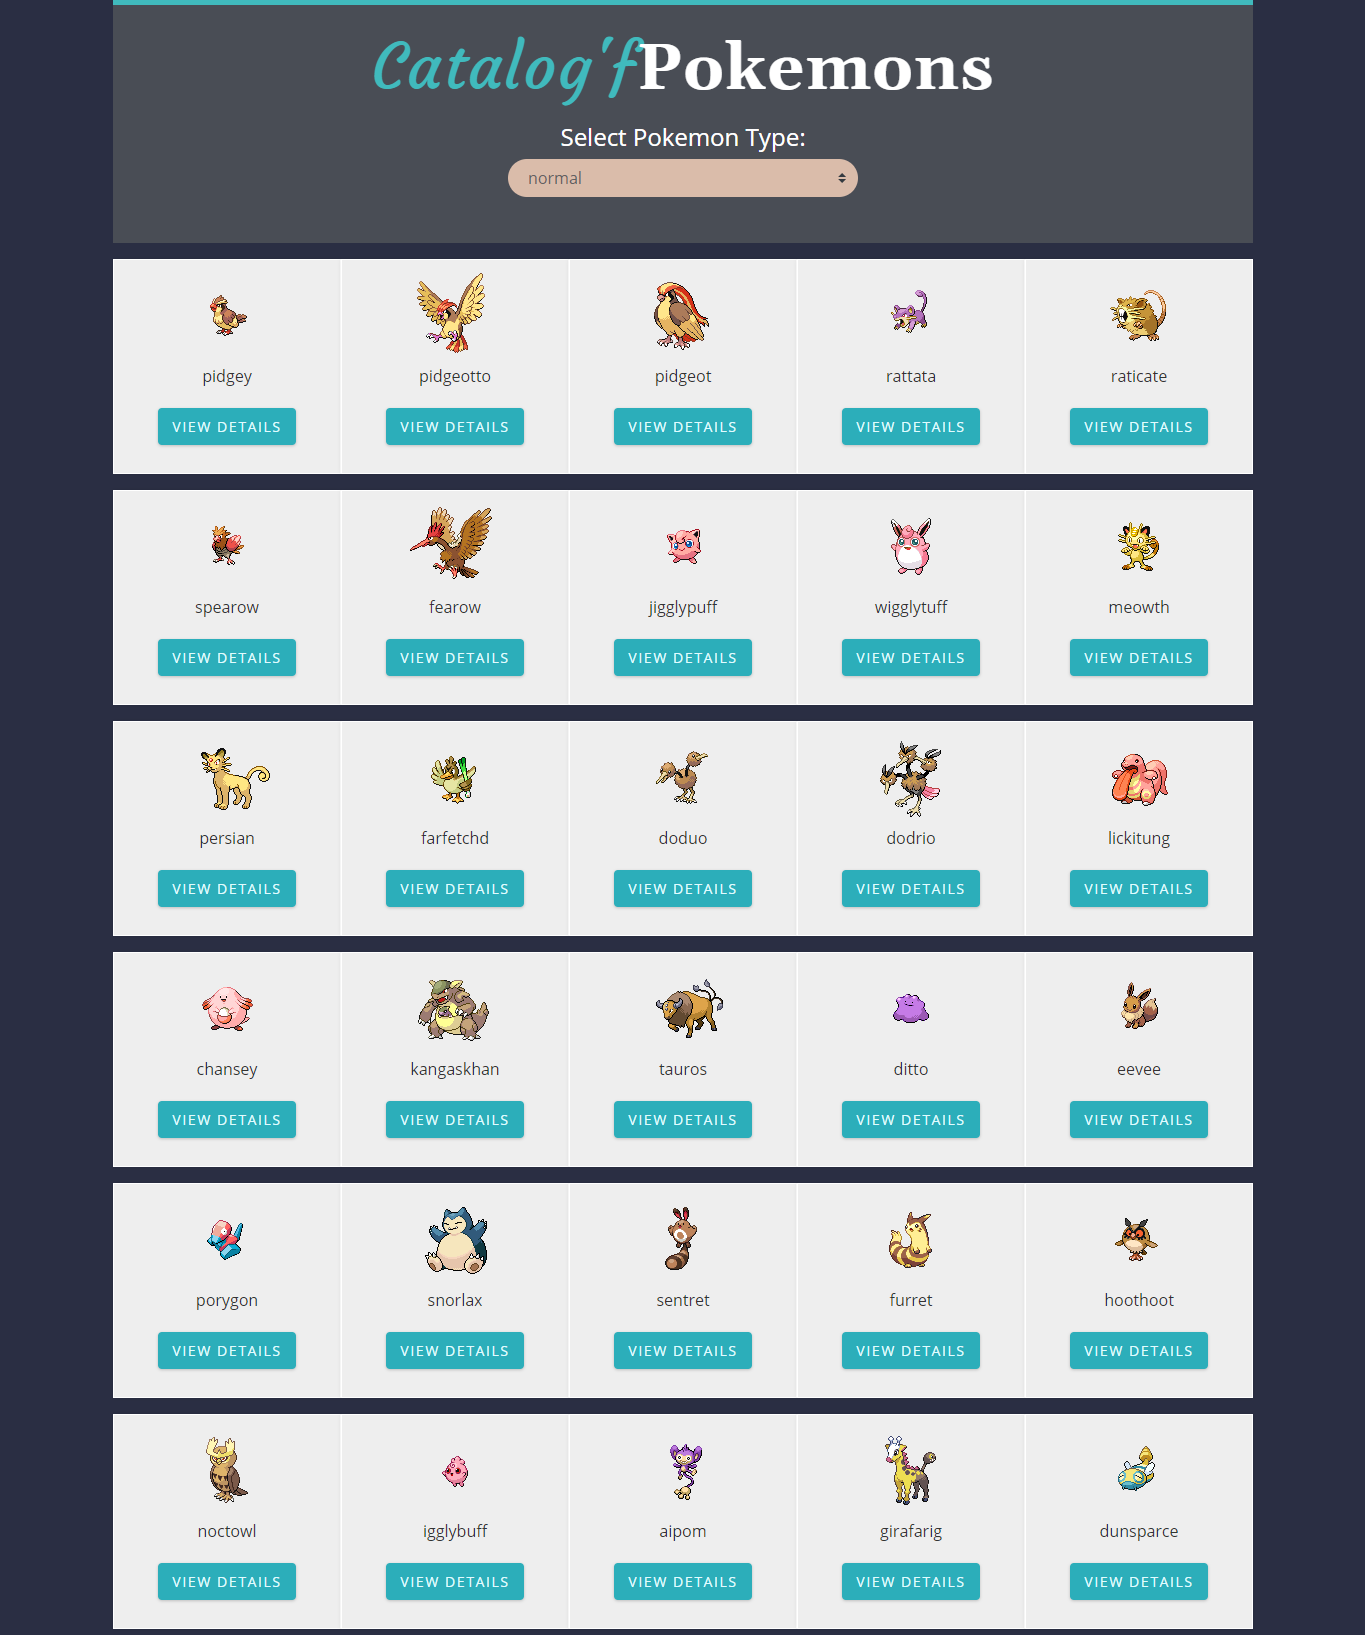 Catalog'fPokemons
Select Pokemon Type:
normal
pidgey pidgeotto pidgeot rattata raticate
VIEW DETAILS VIEW DETAILS VIEW DETAILS VIEW DETAILS VIEW DETAILS
spearow fearow jigglypuff wigglytuff meowth
VIEW DETAILS VIEW DETAILS VIEW DETAILS VIEW DETAILS VIEW DETAILS
persian farfetchd doduo dodrio lickitung
VIEW DETAILS VIEW DETAILS VIEW DETAILS VIEW DETAILS VIEW DETAILS
chansey kangaskhan tauros ditto eevee
VIEW DETAILS VIEW DETAILS VIEW DETAILS VIEW DETAILS VIEW DETAILS
porygon snorlax sentret furret hoothoot
VIEW DETAILS VIEW DETAILS VIEW DETAILS VIEW DETAILS VIEW DETAILS
noctowl igglybuff aipom girafarig dunsparce
VIEW DETAILS VIEW DETAILS VIEW DETAILS VIEW DETAILS VIEW DETAILS